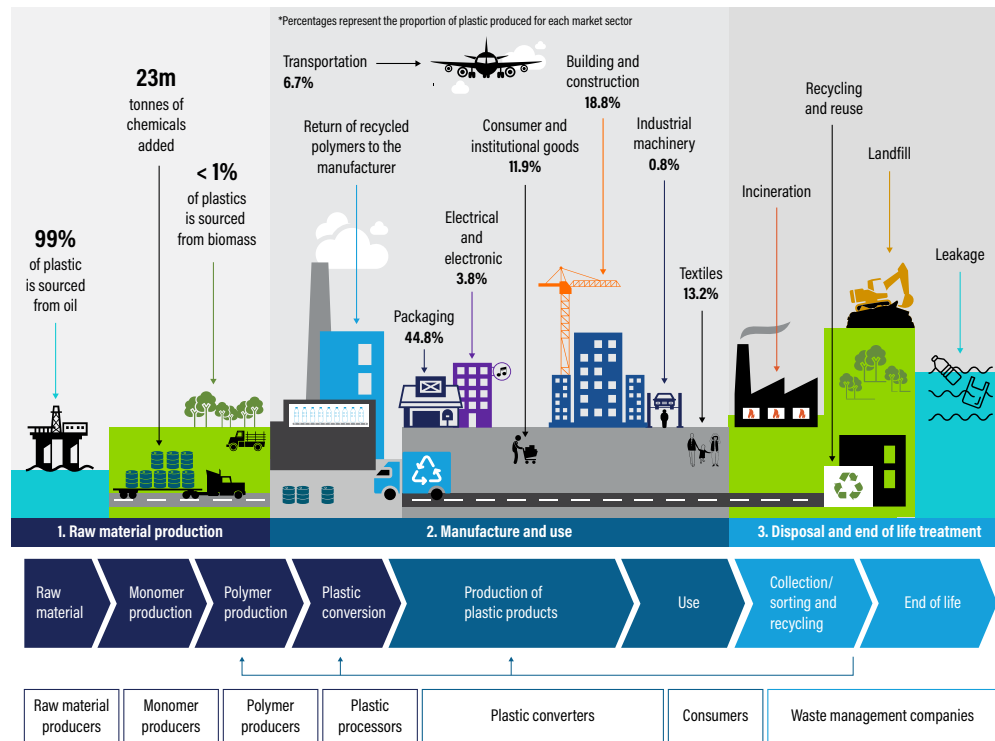 *Percentages represent the proportion of plastic produced for each market sector
99%
of plastic
is sourced
from oil
23m
tonnes of
chemicals
added
< 1%
of plastics
is sourced
from biomass
Transportation
6.7%
Return of recycled
polymers to the
manufacturer
Packaging
44.8%
Electrical
and
electronic
3.8%
Consumer and
institutional goods
11.9%
Building and
construction
18.8%
Industrial
machinery
0.8%
Textiles
13.2%
Incineration
Recycling
and reuse
Landfill
Leakage
1. Raw material production
2. Manufacture and use
3. Disposal and end of life treatment
Raw
material
Monomer
production
Polymer
production
Plastic
conversion
Production of
plastic products
Use
Collection/
sorting and
recycling
End of life
Raw material
producers
Monomer
producers
Polymer
producers
Plastic
processors
Plastic converters
Consumers
Waste management companies